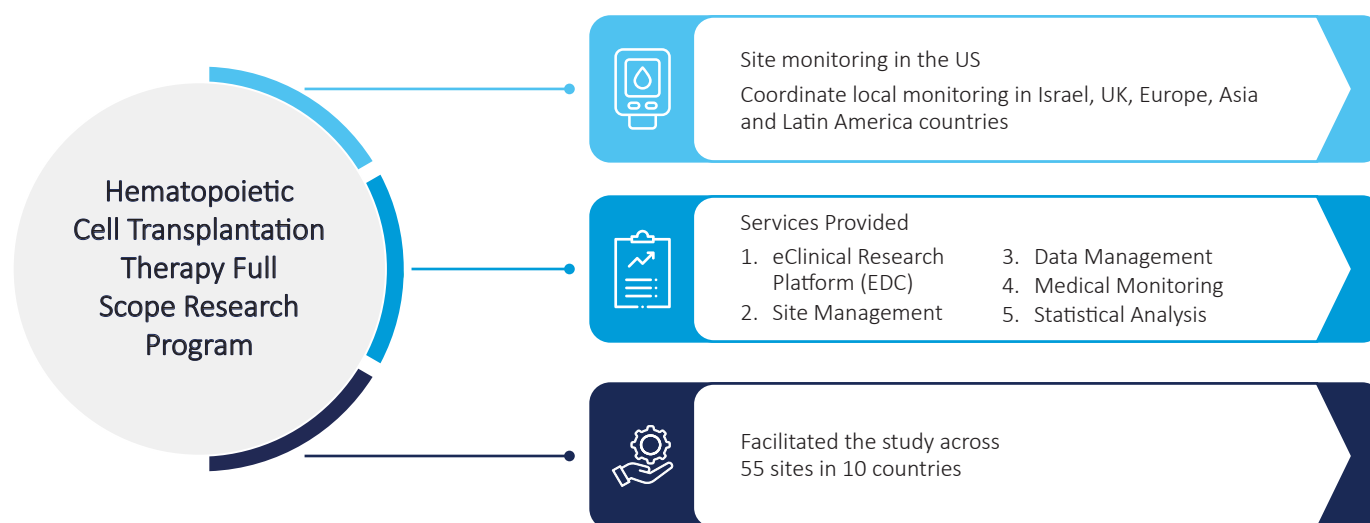 Hematopoietic
Cell Transplantation
Therapy Full
Scope Research
Program
Site monitoring in the US
Coordinate local monitoring in Israel, UK, Europe, Asia
and Latin America countries
Services Provided
1. eClinical Research
Platform (EDC)
2. Site Management
3. Data Management
4. Medical Monitoring
5. Statistical Analysis
Facilitated the study across
55 sites in 10 countries